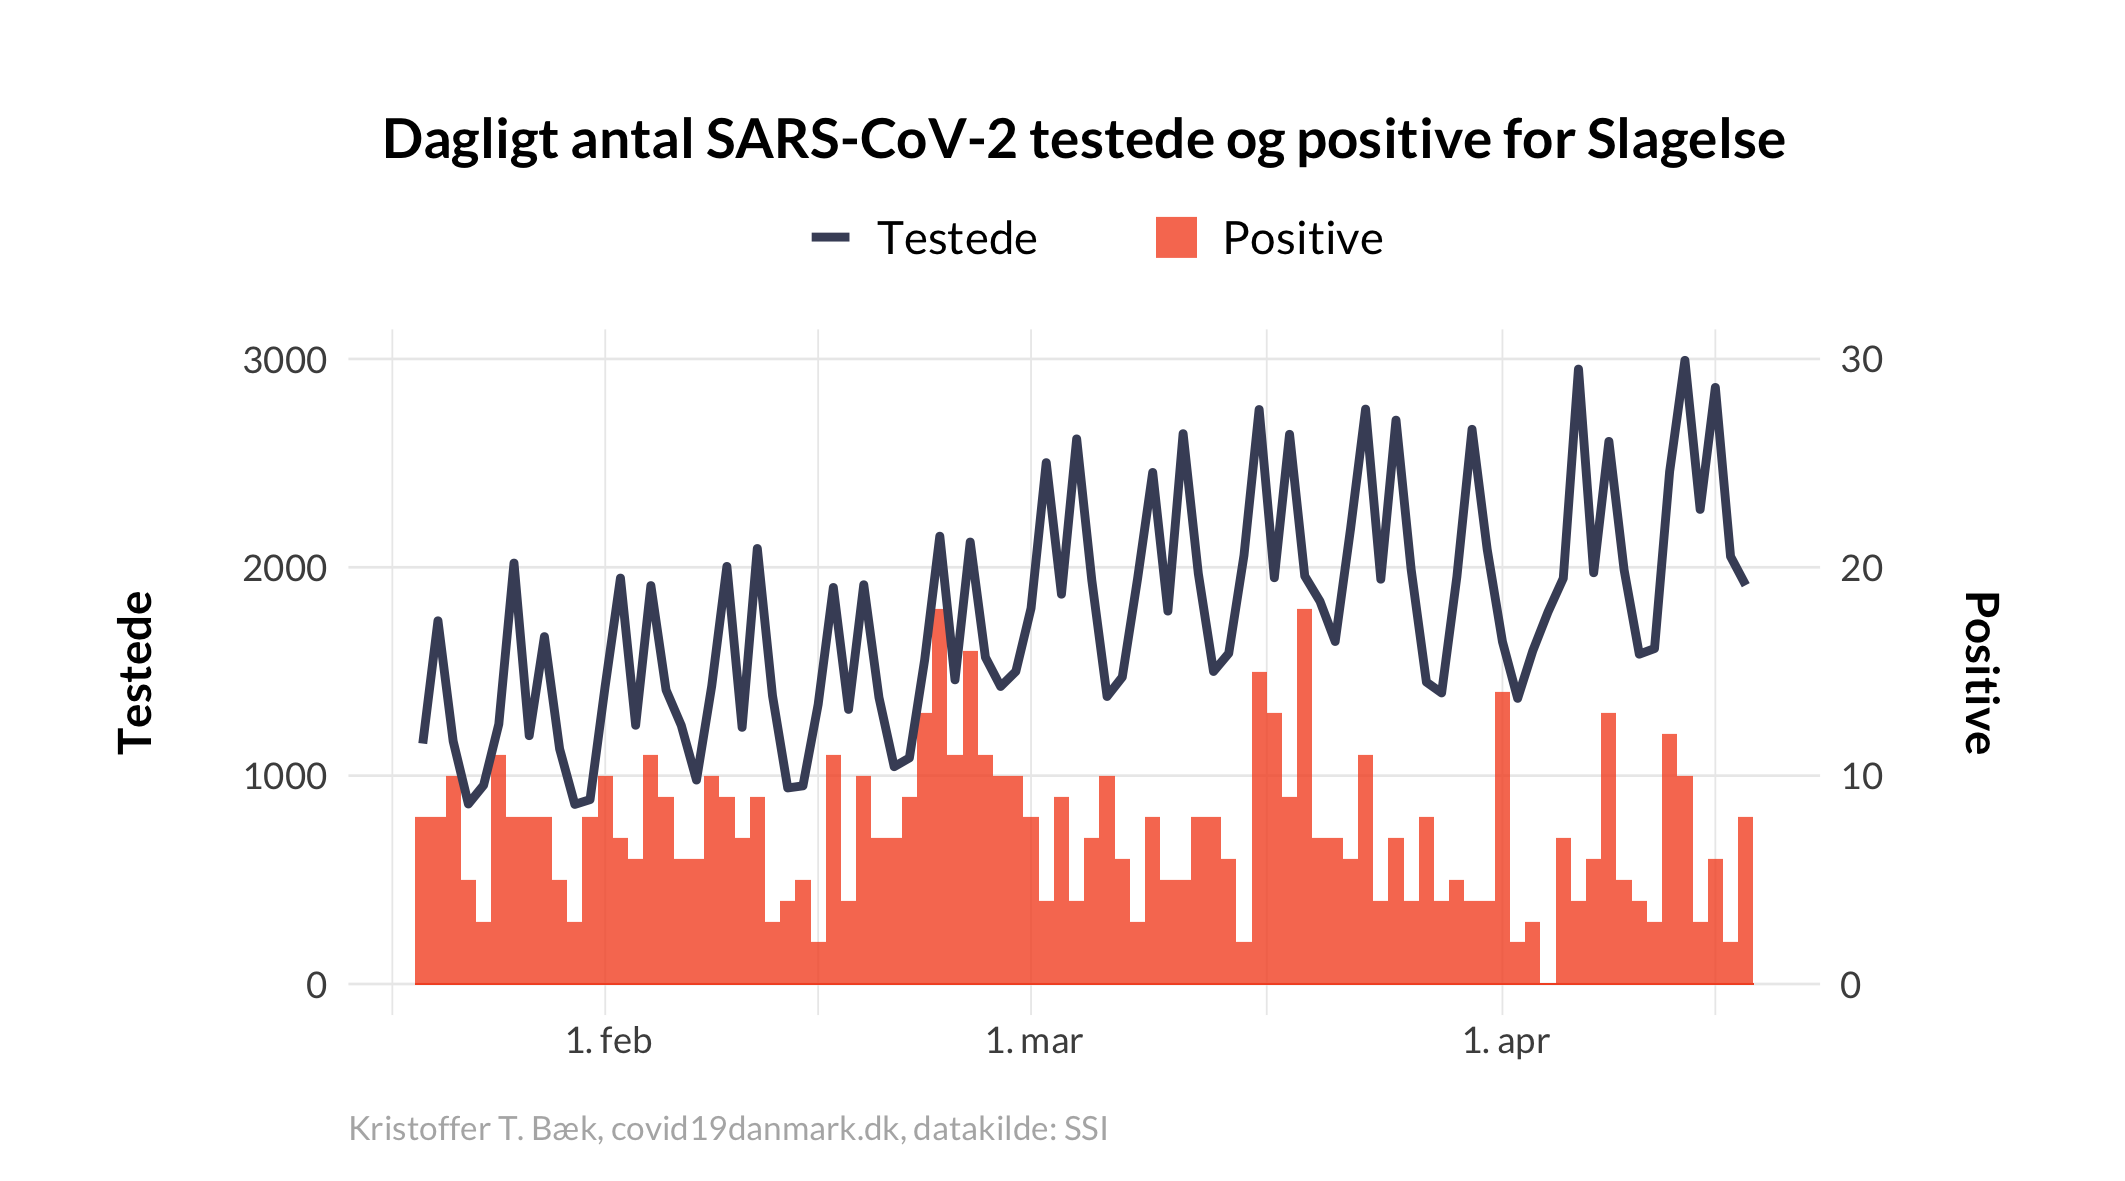 Dagligt antal SARS-CoV-2 testede og positive for Slagelse
Testede Positive
3000 30
2000 20
1000 10
0 0
Testede
Positive
1. feb 1. mar 1. apr
Kristoffer T. Bæk, covid19danmark.dk, datakilde: SSI